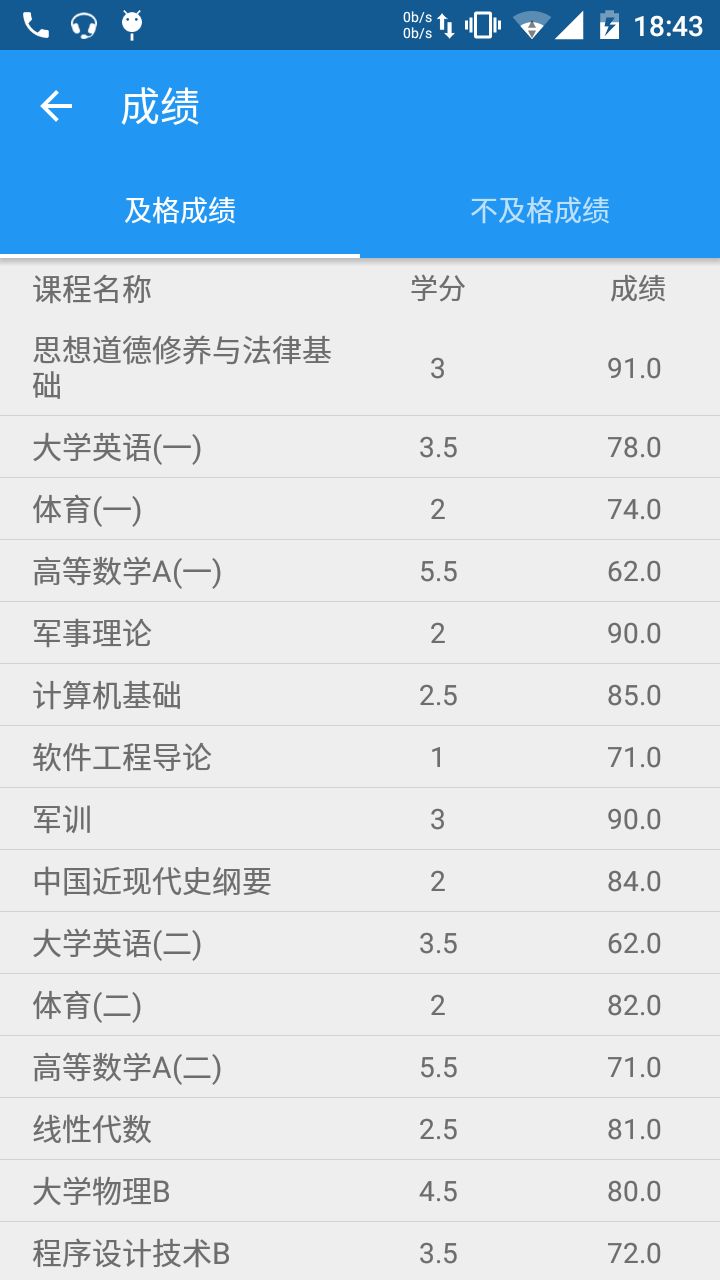 0b/s
0b/s
18:43
成绩
及格成绩 不及格成绩
课程名称 学分 成绩
思想道德修养与法律基
础 3 91.0
大学英语(一) 3.5 78.0
体育(一) 2 74.0
高等数学A(一) 5.5 62.0
军事理论 2 90.0
计算机基础 2.5 85.0
软件工程导论 1 71.0
军训 3 90.0
中国近现代史纲要 2 84.0
大学英语(二) 3.5 62.0
体育(二) 2 82.0
高等数学A(二) 5.5 71.0
线性代数 2.5 81.0
大学物理B 4.5 80.0
程序设计技术B 3.5 72.0